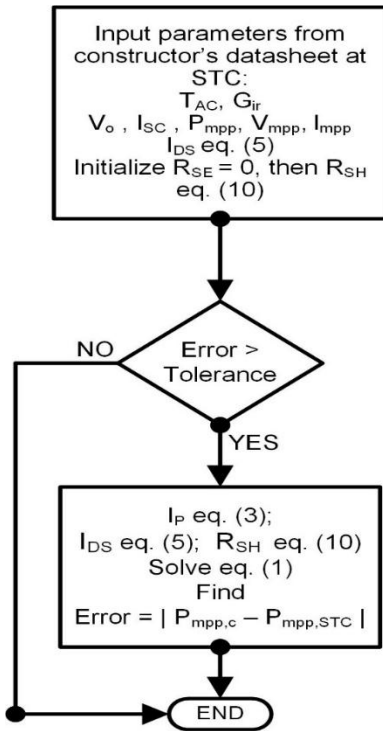 Input parameters from
constructor's datasheet at
STC:
T_AC, G_ir
V_o , I_SC , P_mpp, V_mpp, I_mpp
I_DS eq. (5)
Initialize R_SE = 0, then R_SH
eq. (10)
NO
Error >
Tolerance
YES
I_P eq. (3);
I_DS eq. (5); R_SH eq. (10)
Solve eq. (1)
Find
Error = | P_mpp,c – P_mpp,STC |
END